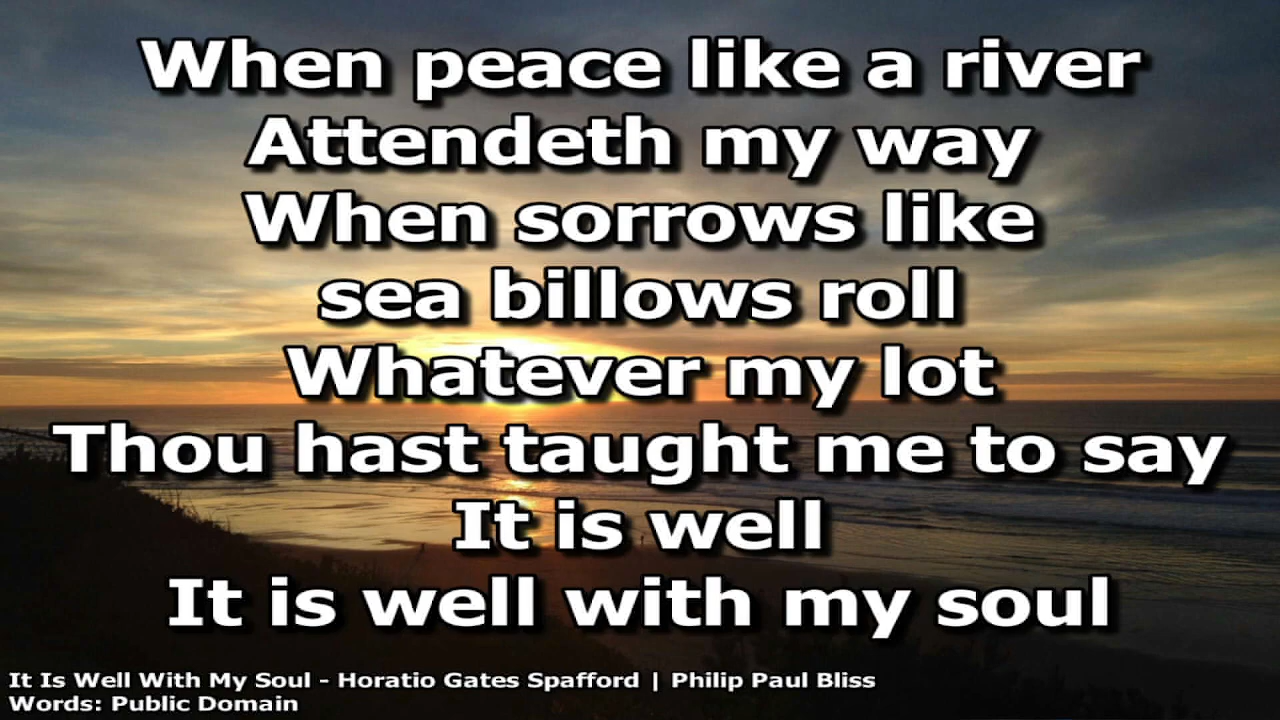 When peace like a river
Attendeth my way
When sorrows like
sea billows roll
Whatever my lot
Thou hast taught me to say
It is well
It is well with my soul
It Is Well With My Soul - Horatio Gates Spafford | Philip Paul Bliss
Words: Public Domain